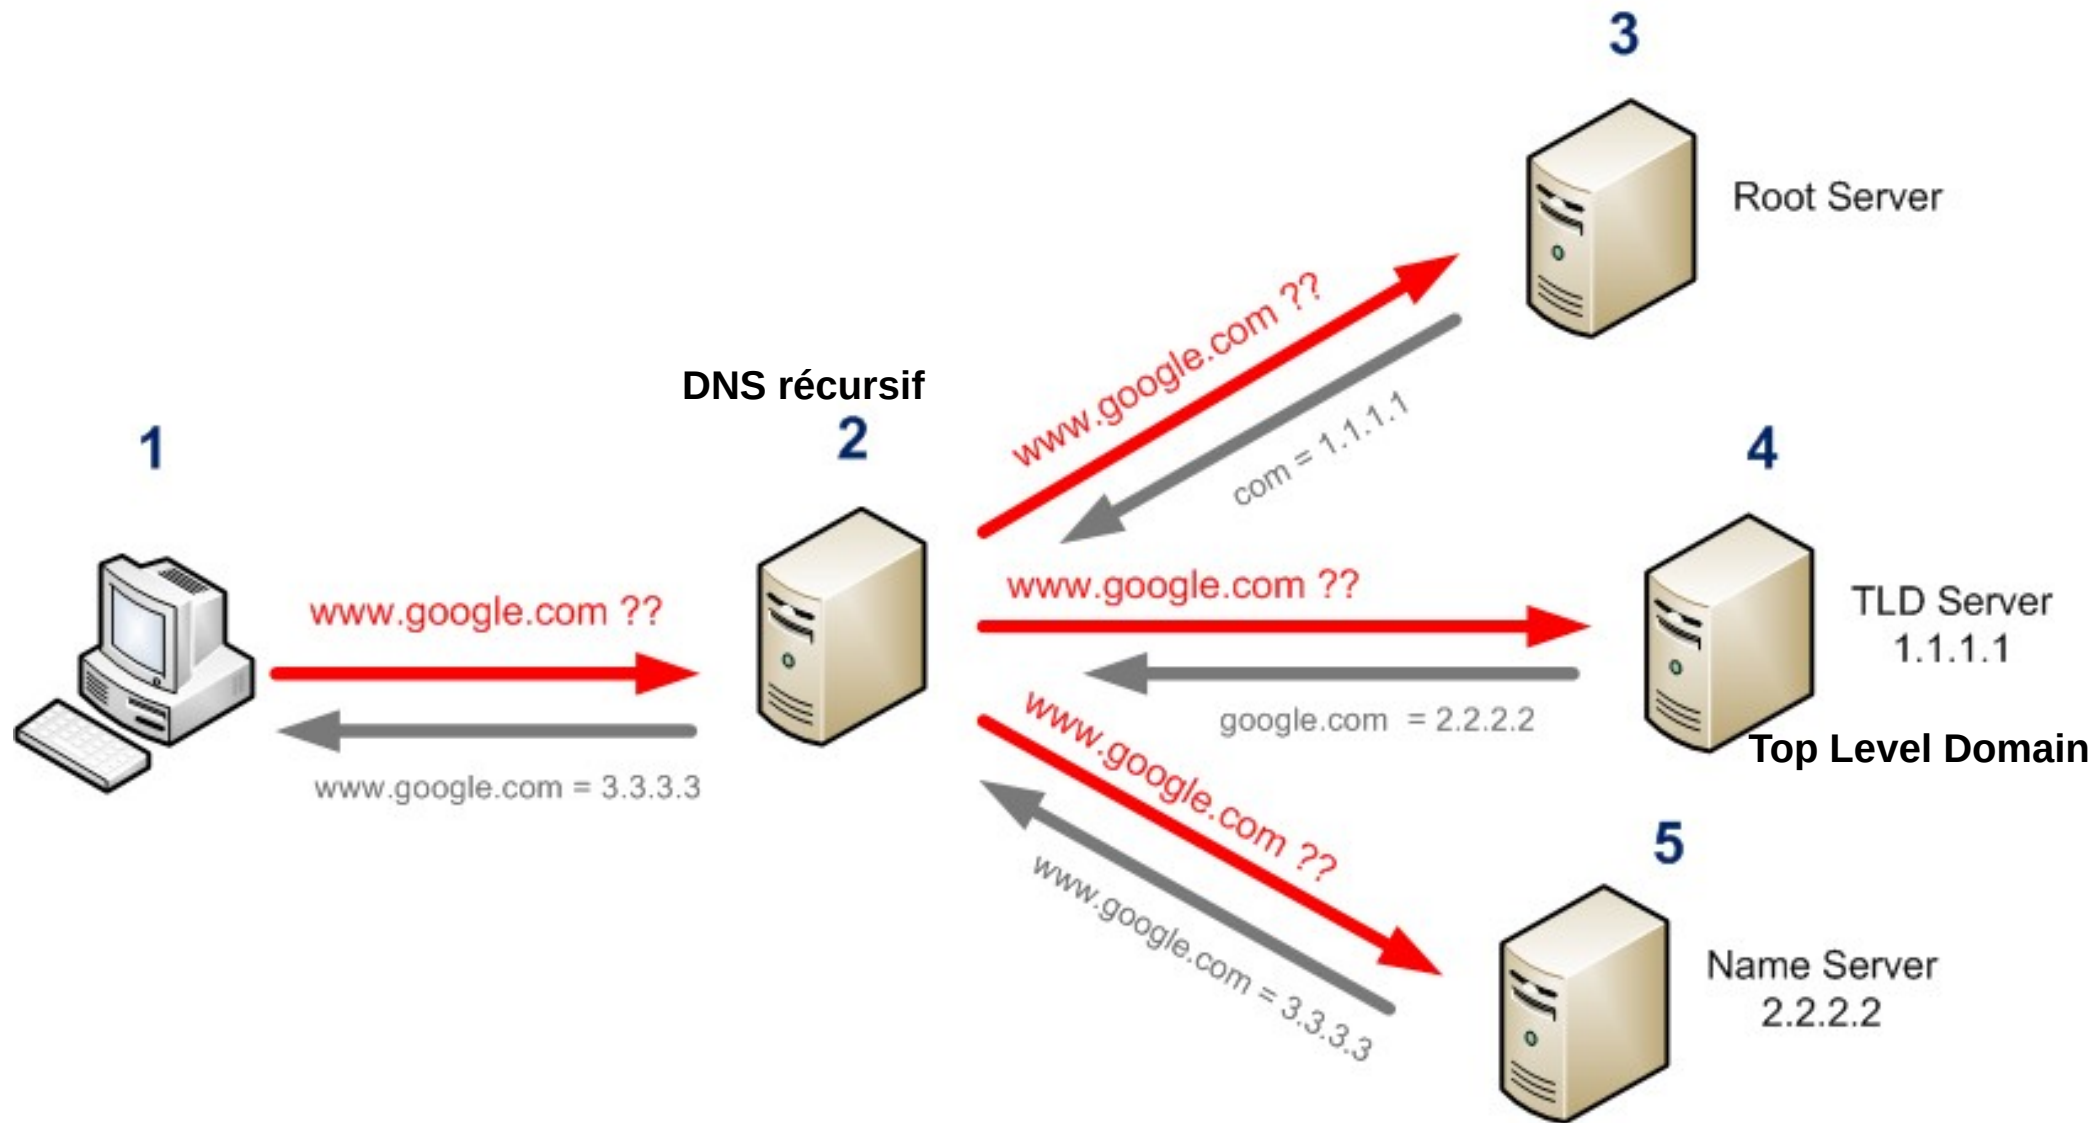 3
Root Server
www.google.com ??
com = 1.1.1.1
DNS récursif
2
1
4
www.google.com ??
www.google.com = 3.3.3.3
www.google.com ??
google.com = 2.2.2.2
TLD Server
1.1.1.1
Top Level Domain
www.google.com ??
www.google.com = 3.3.3.3
5
Name Server
2.2.2.2